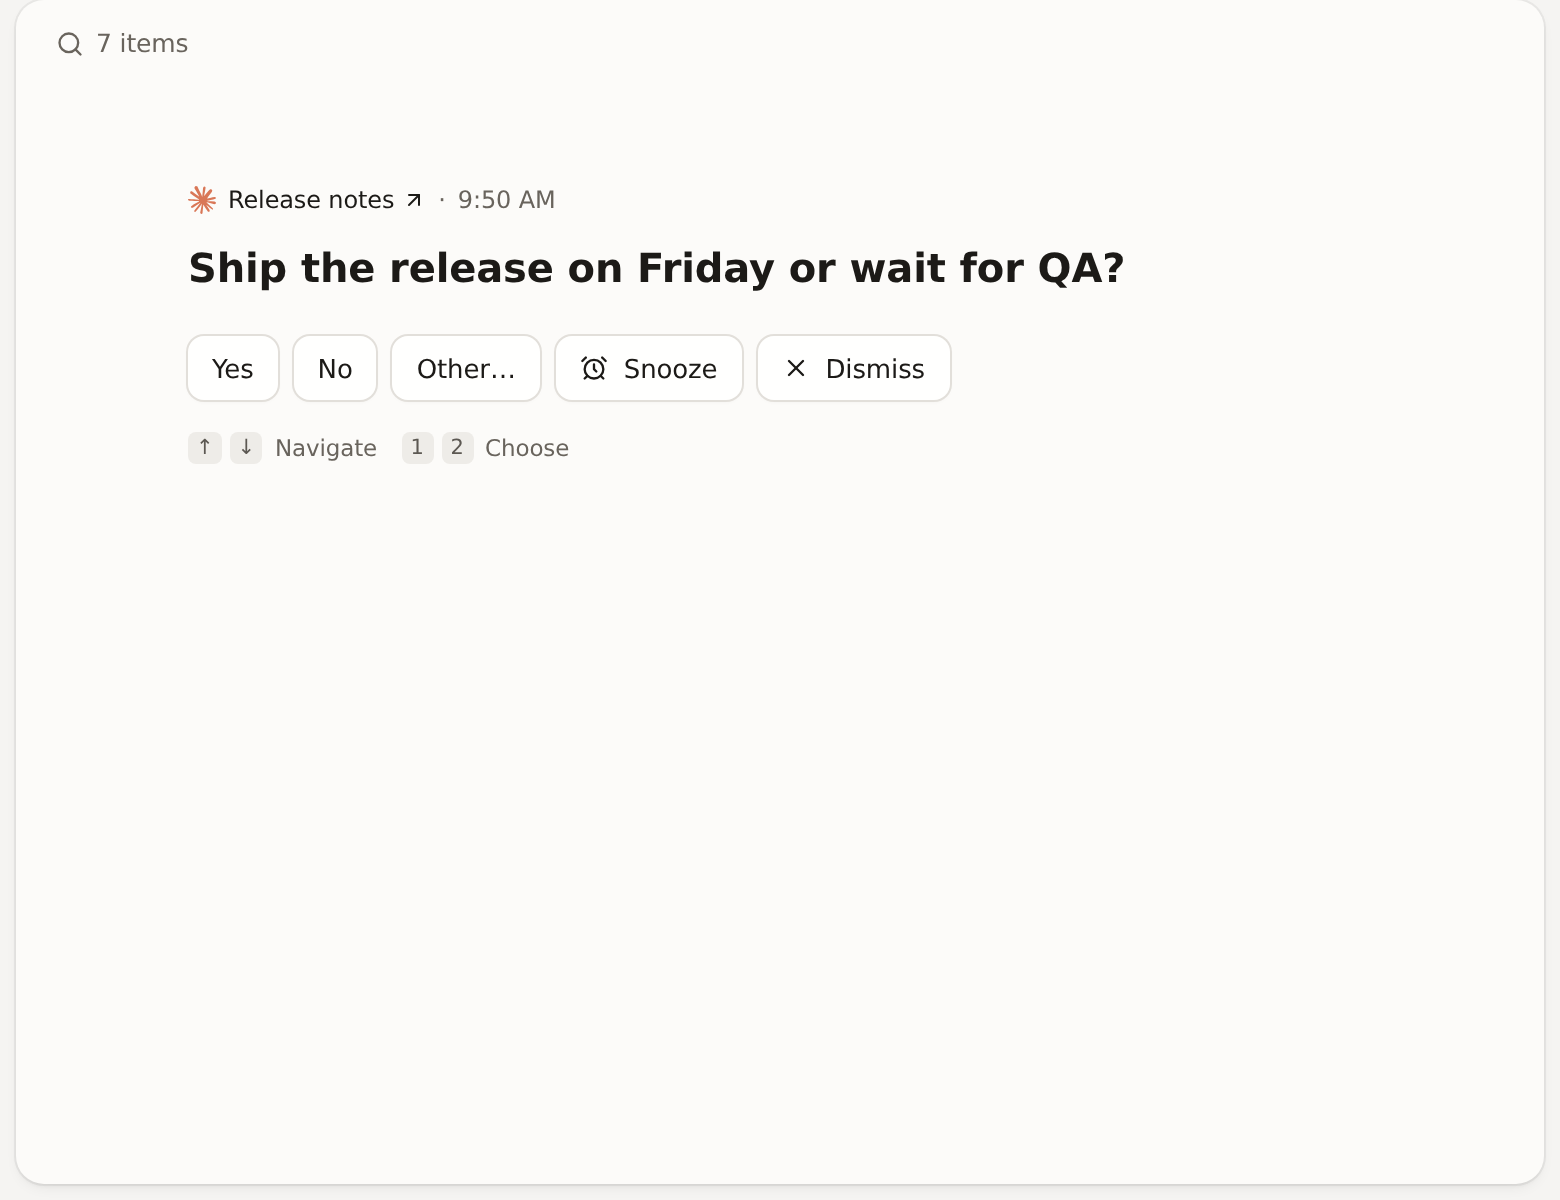 7 items
Release notes ↗ · 9:50 AM
Ship the release on Friday or wait for QA?
Yes No Other… Snooze Dismiss
↑ ↓ Navigate 1 2 Choose